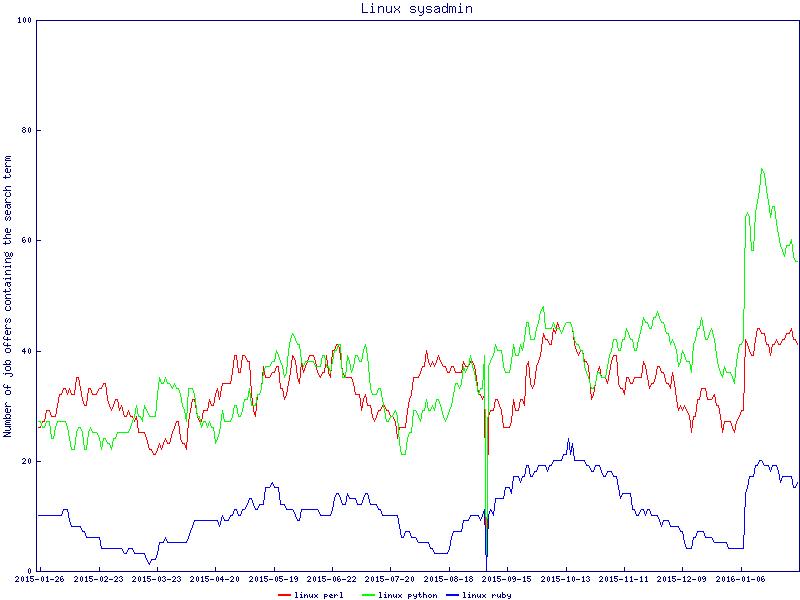 Linux sysadmin
Number of job offers containing the search term
100
80
60
40
20
0
2015-01-26 2015-02-23 2015-03-23 2015-04-20 2015-05-19 2015-06-22 2015-07-20 2015-08-18 2015-09-15 2015-10-13 2015-11-11 2015-12-09 2016-01-06
linux perl linux python linux ruby